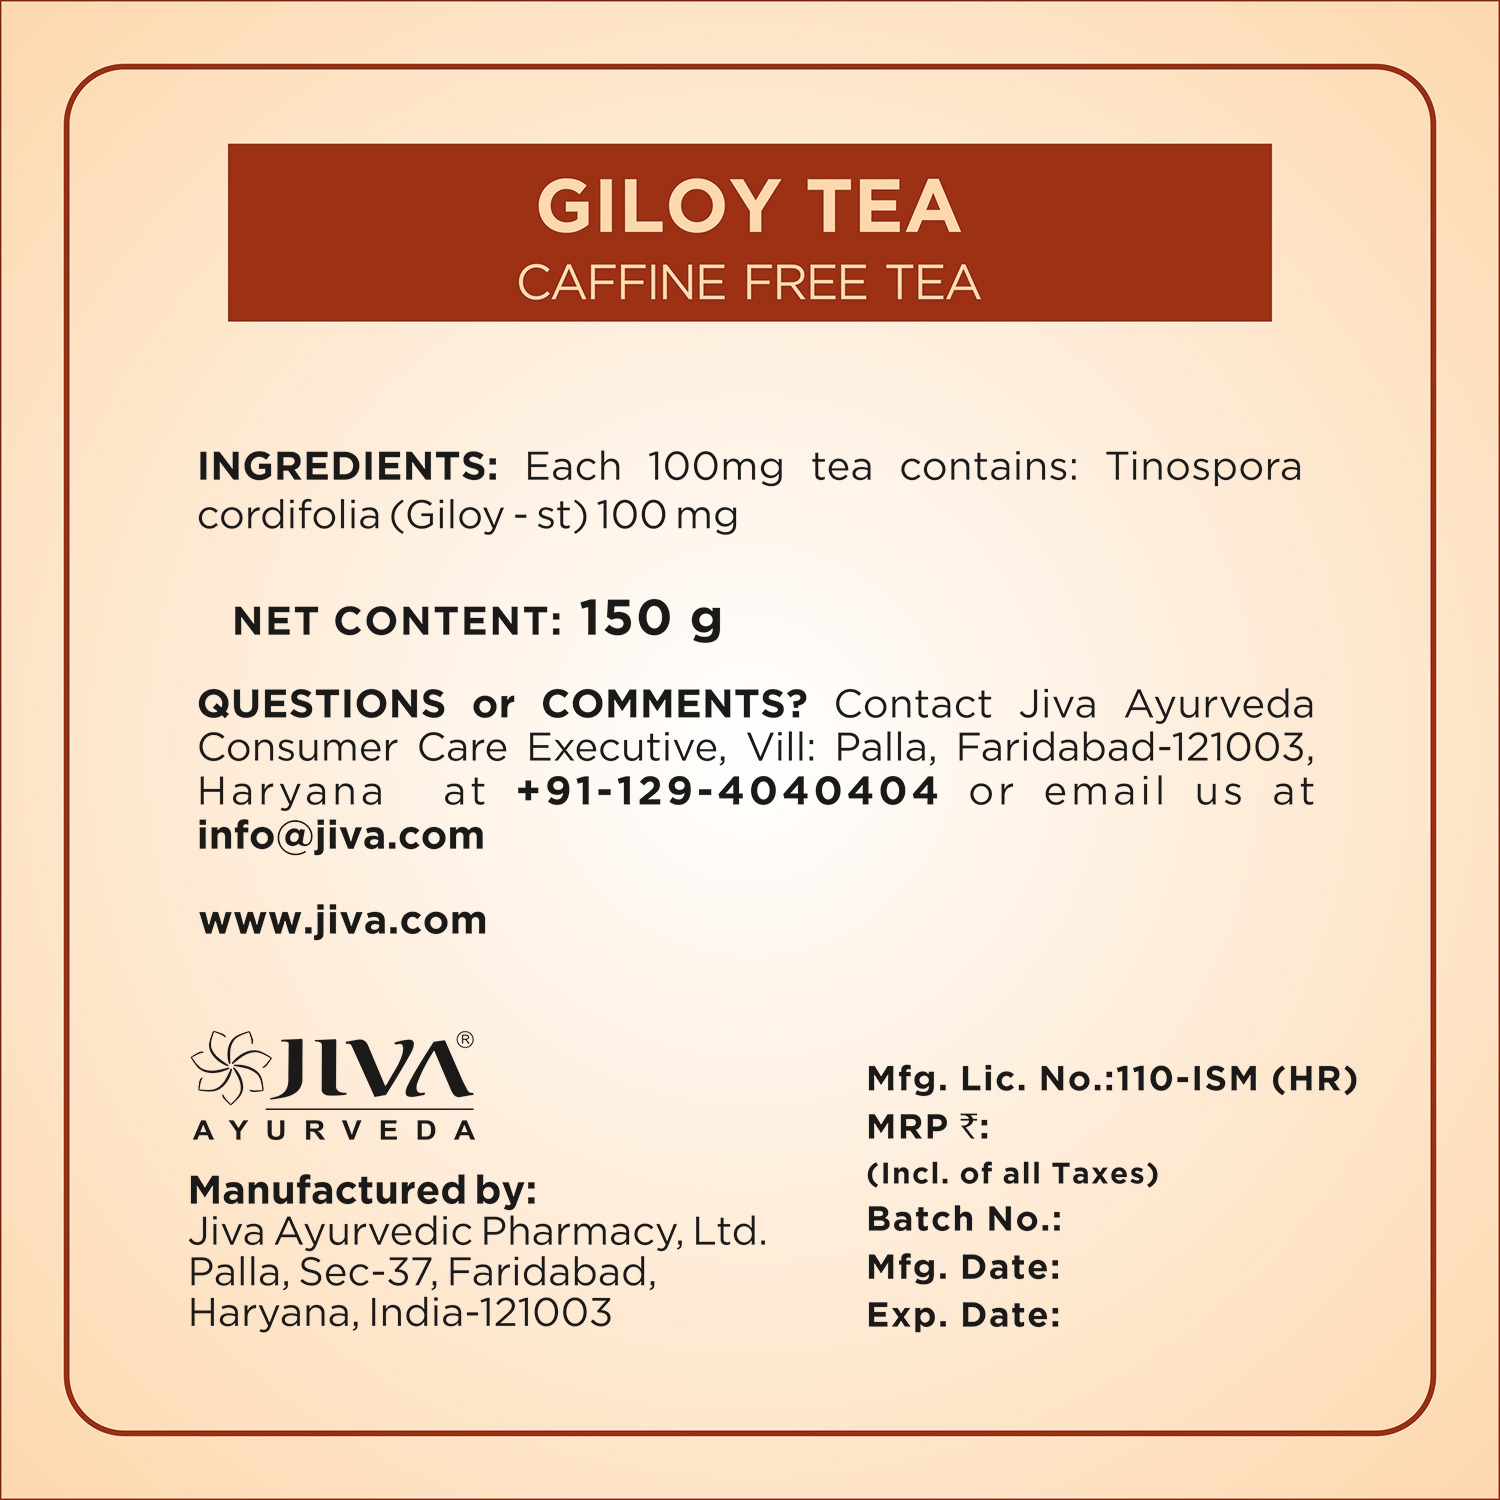 GILOY TEA
CAFFINE FREE TEA
INGREDIENTS: Each 100mg tea contains: Tinospora
cordifolia (Giloy - st) 100 mg
NET CONTENT: 150 g
QUESTIONS or COMMENTS? Contact Jiva Ayurveda
Consumer Care Executive, Vill: Palla, Faridabad-121003,
Haryana at +91-129-4040404 or email us at
info@jiva.com
www.jiva.com
JIVA®
AYURVEDA
Manufactured by:
Jiva Ayurvedic Pharmacy, Ltd.
Palla, Sec-37, Faridabad,
Haryana, India-121003
Mfg. Lic. No.:110-ISM (HR)
MRP ₹:
(Incl. of all Taxes)
Batch No.:
Mfg. Date:
Exp. Date: